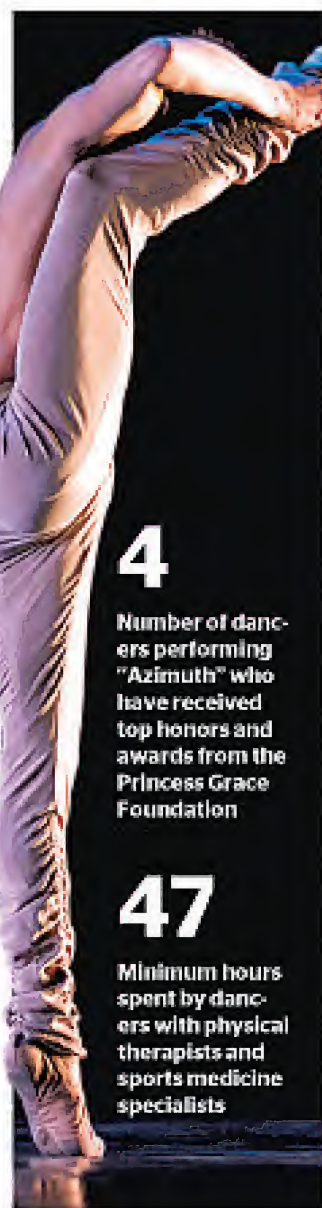 4
Number of danc-
ers performing
"Azimuth" who
have received
top honors and
awards from the
Princess Grace
Foundation
47
Minimum hours
spent by danc-
ers with physical
therapists and
sports medicine
specialists